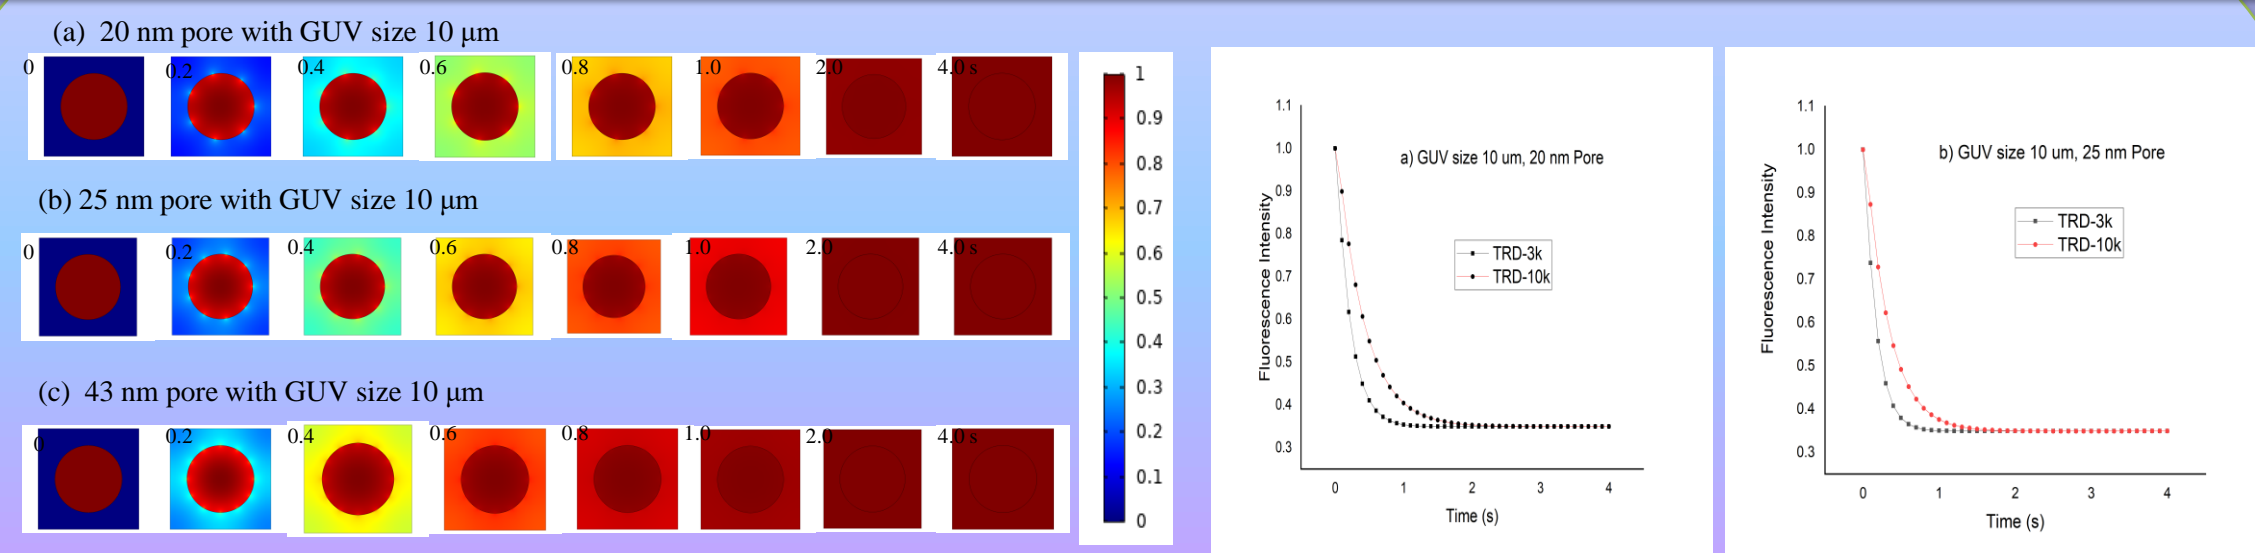 (a) 20 nm pore with GUV size 10 μm
0 0.2 0.4 0.6 0.8 1.0 2.0 4.0 s
(b) 25 nm pore with GUV size 10 μm
0 0.2 0.4 0.6 0.8 1.0 2.0 4.0 s
(c) 43 nm pore with GUV size 10 μm
0 0.2 0.4 0.6 0.8 1.0 2.0 4.0 s
1
0.9
0.8
0.7
0.6
0.5
0.4
0.3
0.2
0.1
0
Fluorescence Intensity
1.1
1.0
0.9
0.8
0.7
0.6
0.5
0.4
0.3
a) GUV size 10 um, 20 nm Pore
TRD-3k
TRD-10k
0 1 2 3 4
Time (s)
Fluorescence Intensity
1.1
1.0
0.9
0.8
0.7
0.6
0.5
0.4
0.3
b) GUV size 10 um, 25 nm Pore
TRD-3k
TRD-10k
0 1 2 3 4
Time (s)